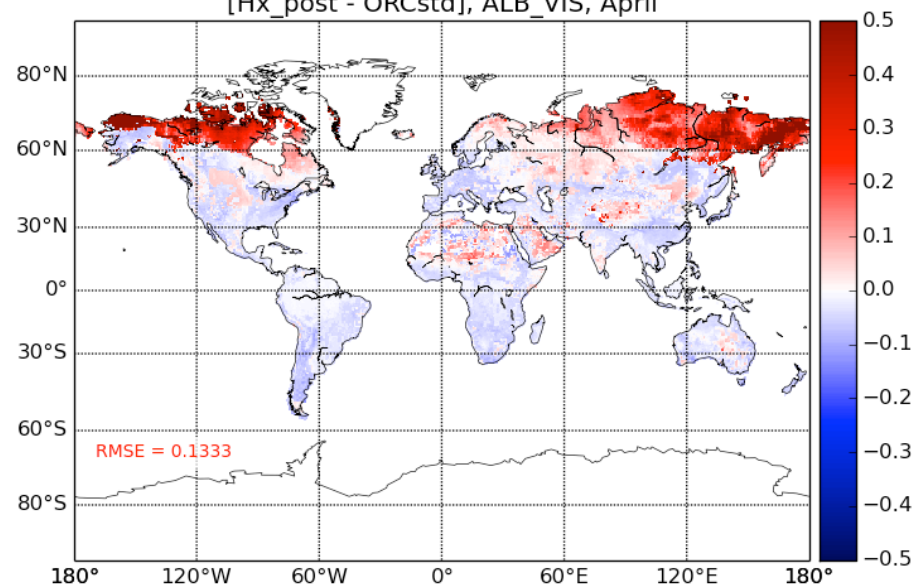 [Hx_post - ORCstd], ALB_VIS, April
80°N
60°N
30°N
0°
30°S
60°S
80°S
RMSE = 0.1333
180°
120°W
60°W
0°
60°E
120°E
180°
0.5
0.4
0.3
0.2
0.1
0.0
−0.1
−0.2
−0.3
−0.4
−0.5